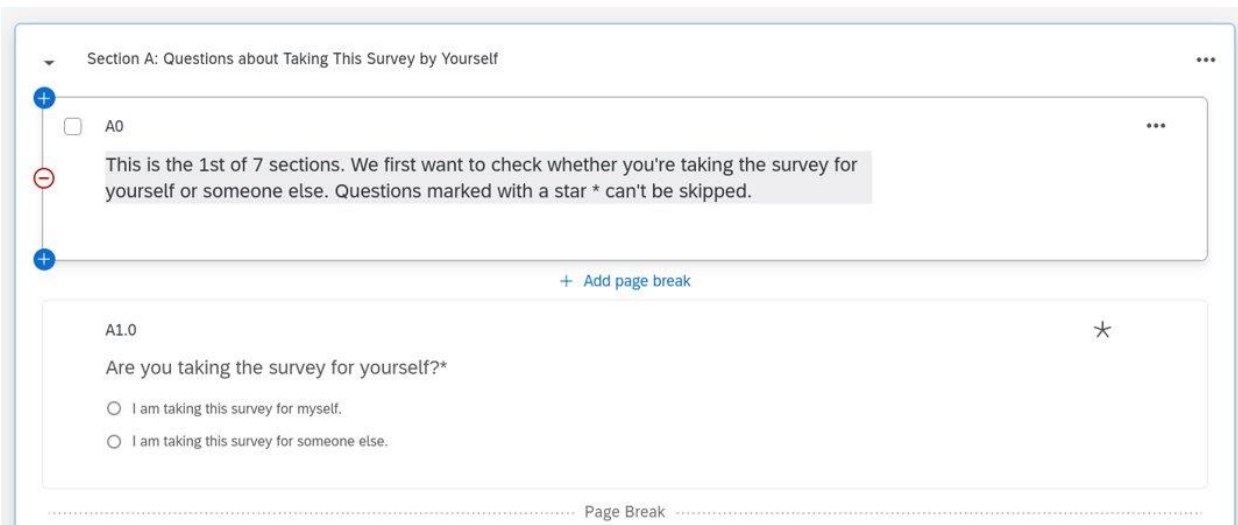 Section A: Questions about Taking This Survey by Yourself
A0
This is the 1st of 7 sections. We first want to check whether you're taking the survey for
yourself or someone else. Questions marked with a star * can't be skipped.
+ Add page break
A1.0
Are you taking the survey for yourself?*
I am taking this survey for myself.
I am taking this survey for someone else.
Page Break